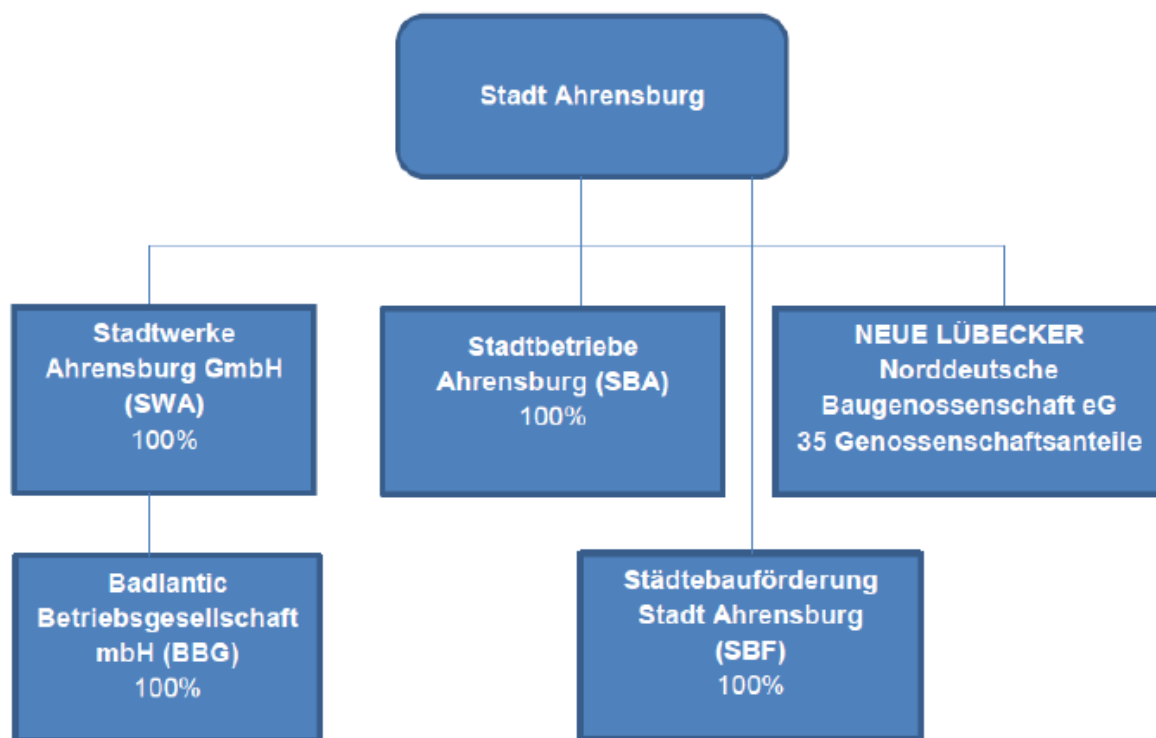 Stadt Ahrensburg
Stadtwerke
Ahrensburg GmbH
(SWA)
100%
Stadtbetriebe
Ahrensburg (SBA)
100%
NEUE LÜBECKER
Norddeutsche
Baugenossenschaft eG
35 Genossenschaftsanteile
Badlantic
Betriebsgesellschaft
mbH (BBG)
100%
Städtebauförderung
Stadt Ahrensburg
(SBF)
100%